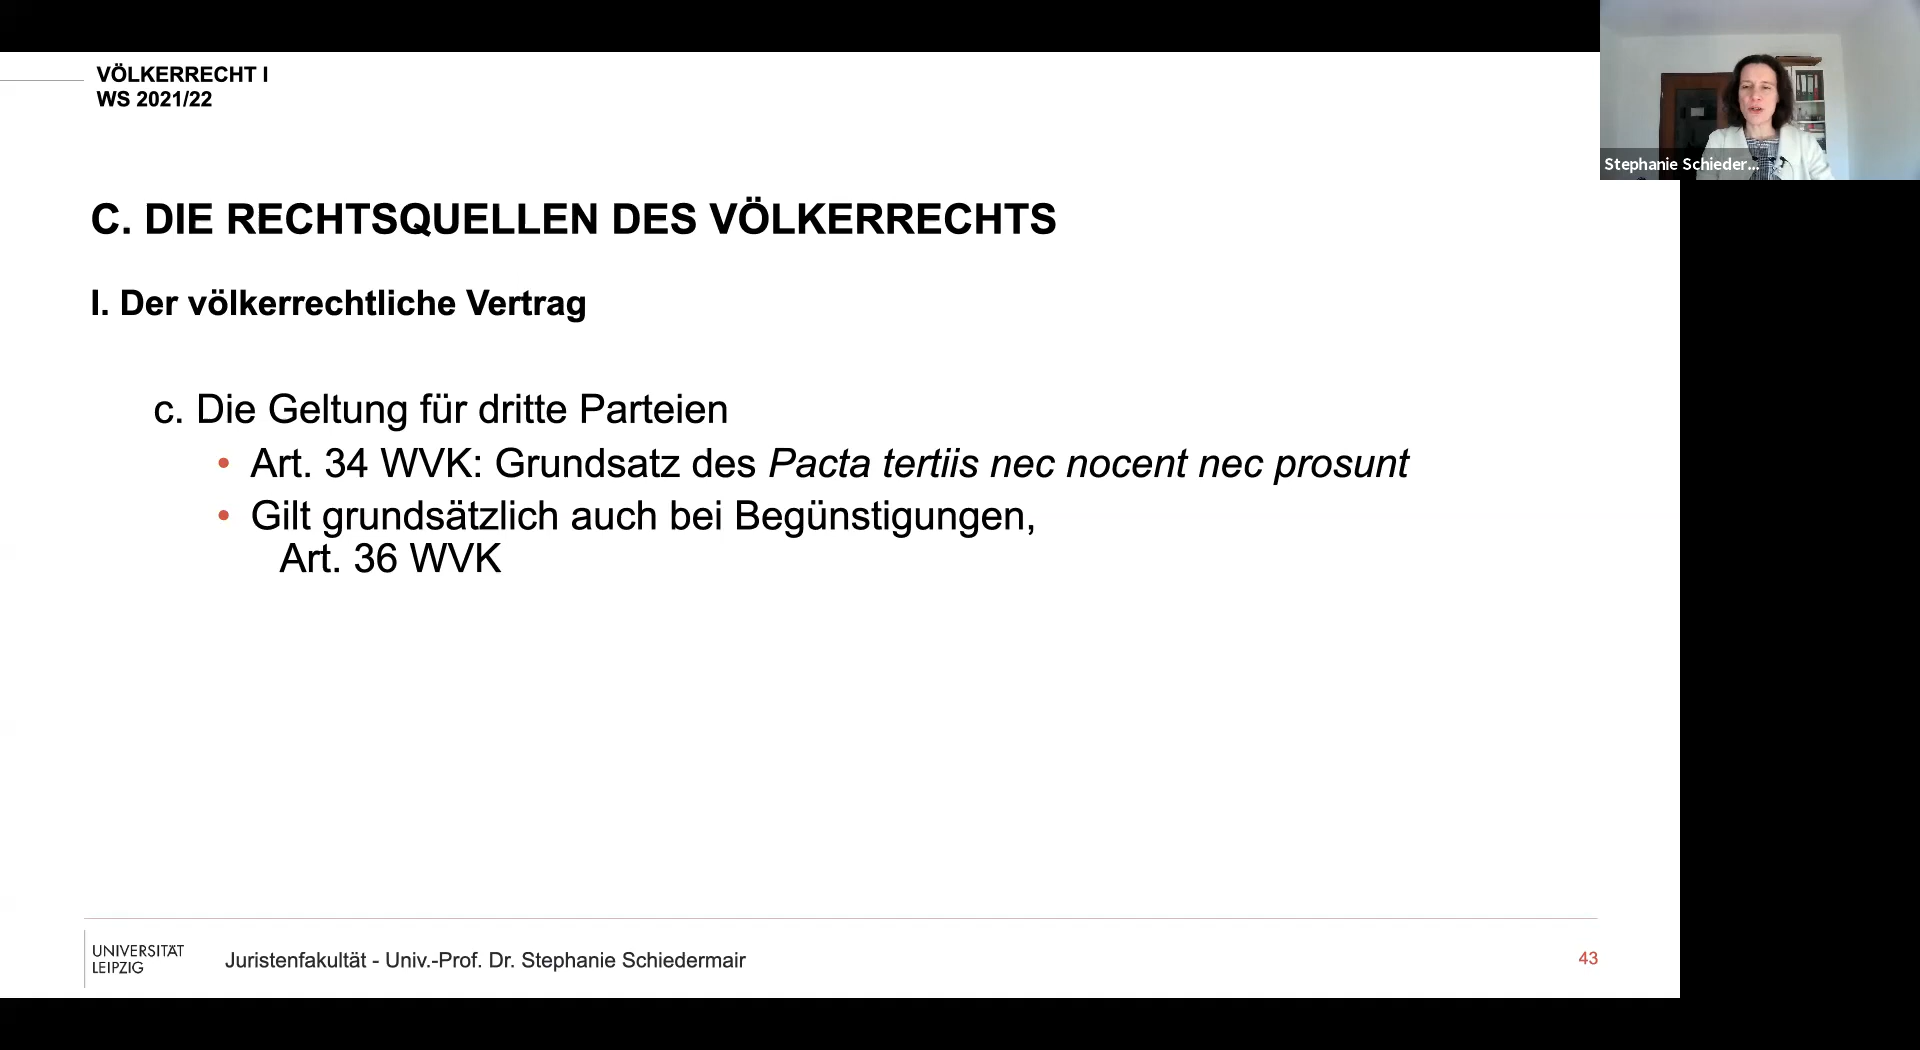 VÖLKERRECHT I
WS 2021/22
Stephanie Schieder...
C. DIE RECHTSQUELLEN DES VÖLKERRECHTS
I. Der völkerrechtliche Vertrag
c. Die Geltung für dritte Parteien
• Art. 34 WVK: Grundsatz des Pacta tertiis nec nocent nec prosunt
• Gilt grundsätzlich auch bei Begünstigungen,
Art. 36 WVK
UNIVERSITÄT
LEIPZIG
Juristenfakultät - Univ.-Prof. Dr. Stephanie Schiedermair
43